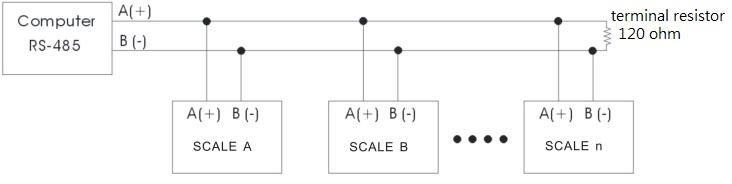 Computer
RS-485
A(+)
B (-)
terminal resistor
120 ohm
A(+) B (-)
SCALE A
A(+) B (-)
SCALE B
A(+) B (-)
SCALE n